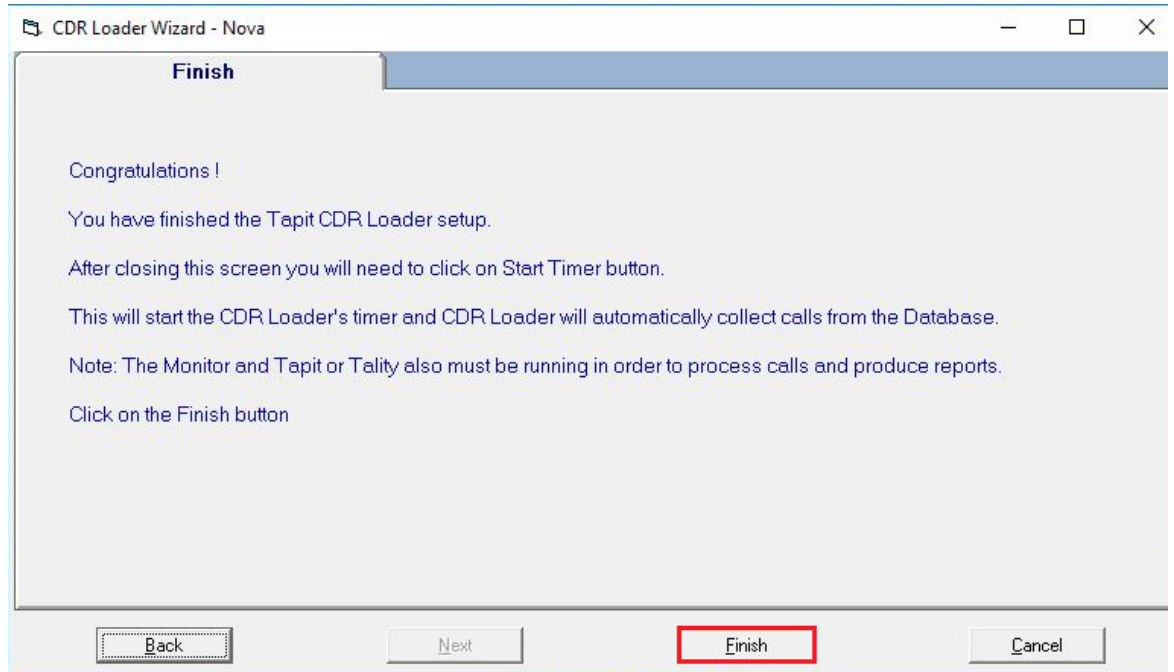 CDR Loader Wizard - Nova
Finish
Congratulations !
You have finished the Tapit CDR Loader setup.
After closing this screen you will need to click on Start Timer button.
This will start the CDR Loader's timer and CDR Loader will automatically collect calls from the Database.
Note: The Monitor and Tapit or Tality also must be running in order to process calls and produce reports.
Click on the Finish button
Back Next Finish Cancel